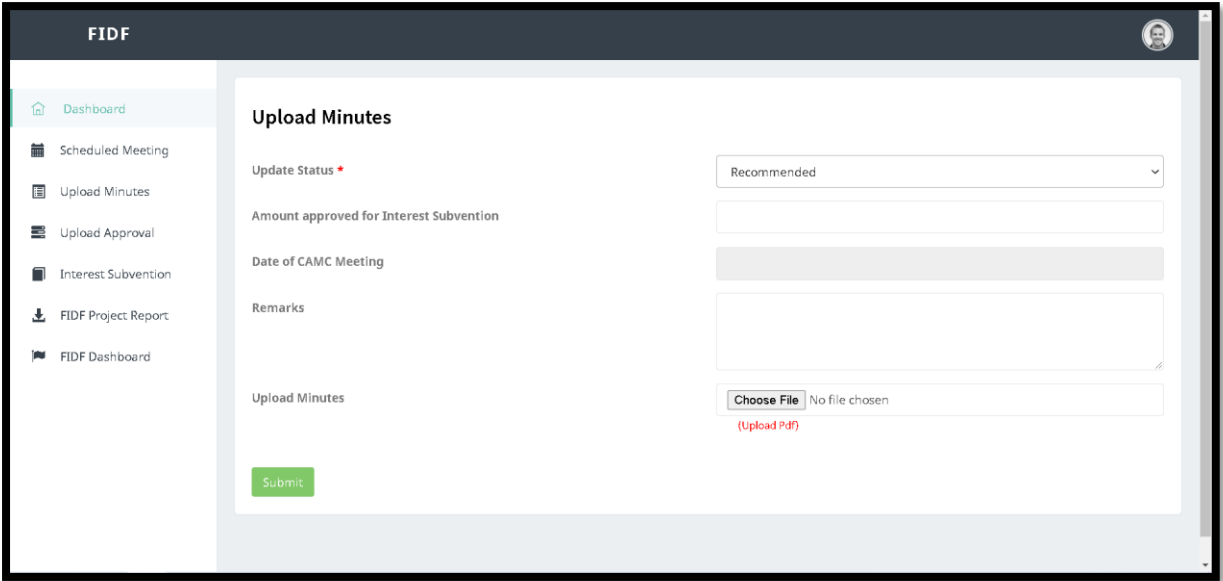 FIDF
Dashboard
Scheduled Meeting
Upload Minutes
Upload Approval
Interest Subvention
FIDF Project Report
FIDF Dashboard
Upload Minutes
Update Status *
Recommended
Amount approved for Interest Subvention
Date of CAMC Meeting
Remarks
Upload Minutes
Choose File No file chosen
(Upload Pdf)
Submit